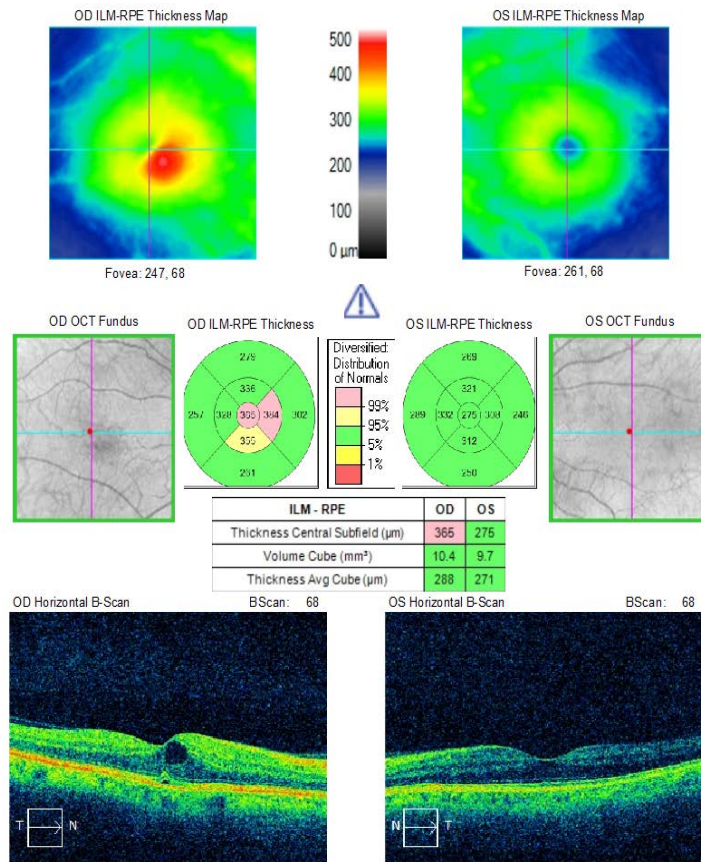 OD ILM-RPE Thickness Map
OS ILM-RPE Thickness Map
500
400
300
200
100
0 µm
Fovea: 247, 68
Fovea: 261, 68
OD OCT Fundus
OD ILM-RPE Thickness
OS ILM-RPE Thickness
OS OCT Fundus
279
336
257 328 365 384 302
355
261
Diversified:
Distribution
of Normals
99%
95%
5%
1%
269
321
289 332 275 308 246
312
250
ILM - RPE OD OS
Thickness Central Subfield (µm) 365 275
Volume Cube (mm³) 10.4 9.7
Thickness Avg Cube (µm) 288 271
OD Horizontal B-Scan BScan: 68
OS Horizontal B-Scan BScan: 68
T N
N T